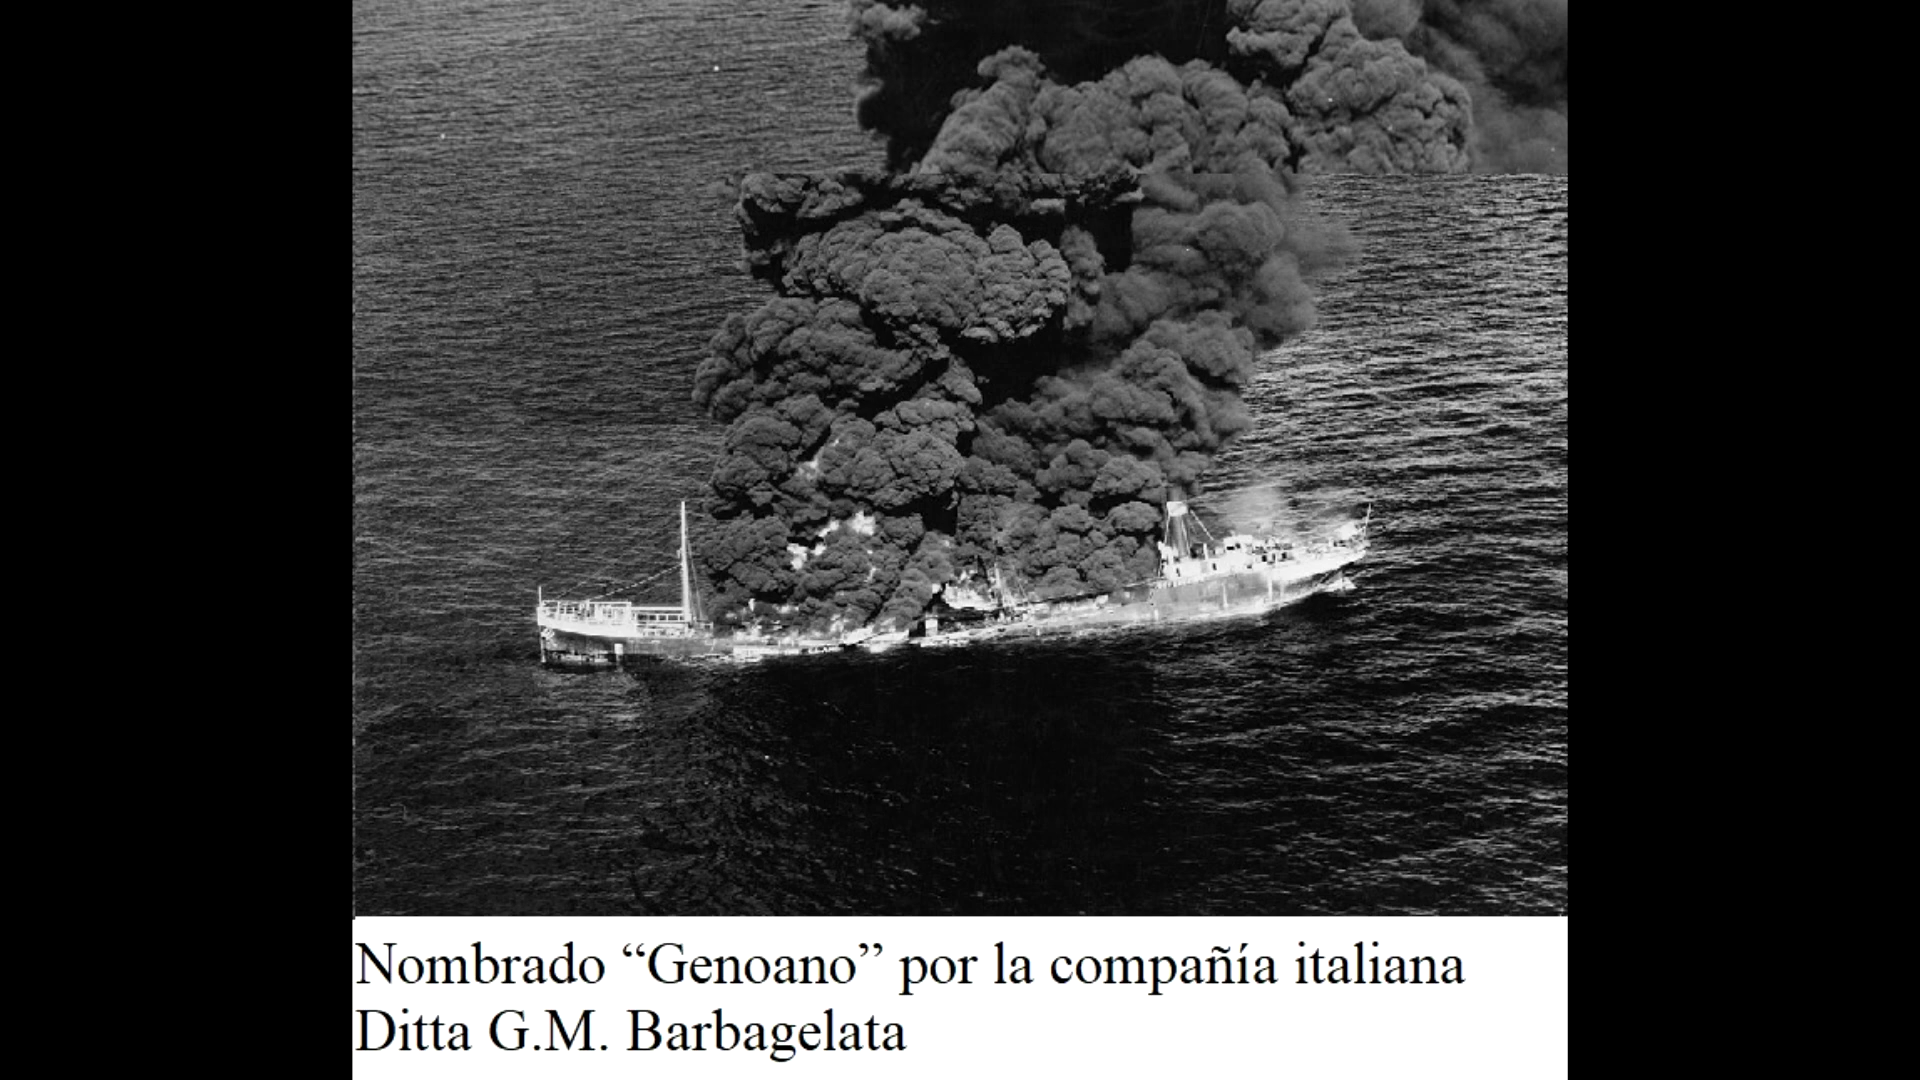 Nombrado “Genoano” por la compañía italiana
Ditta G.M. Barbagelata